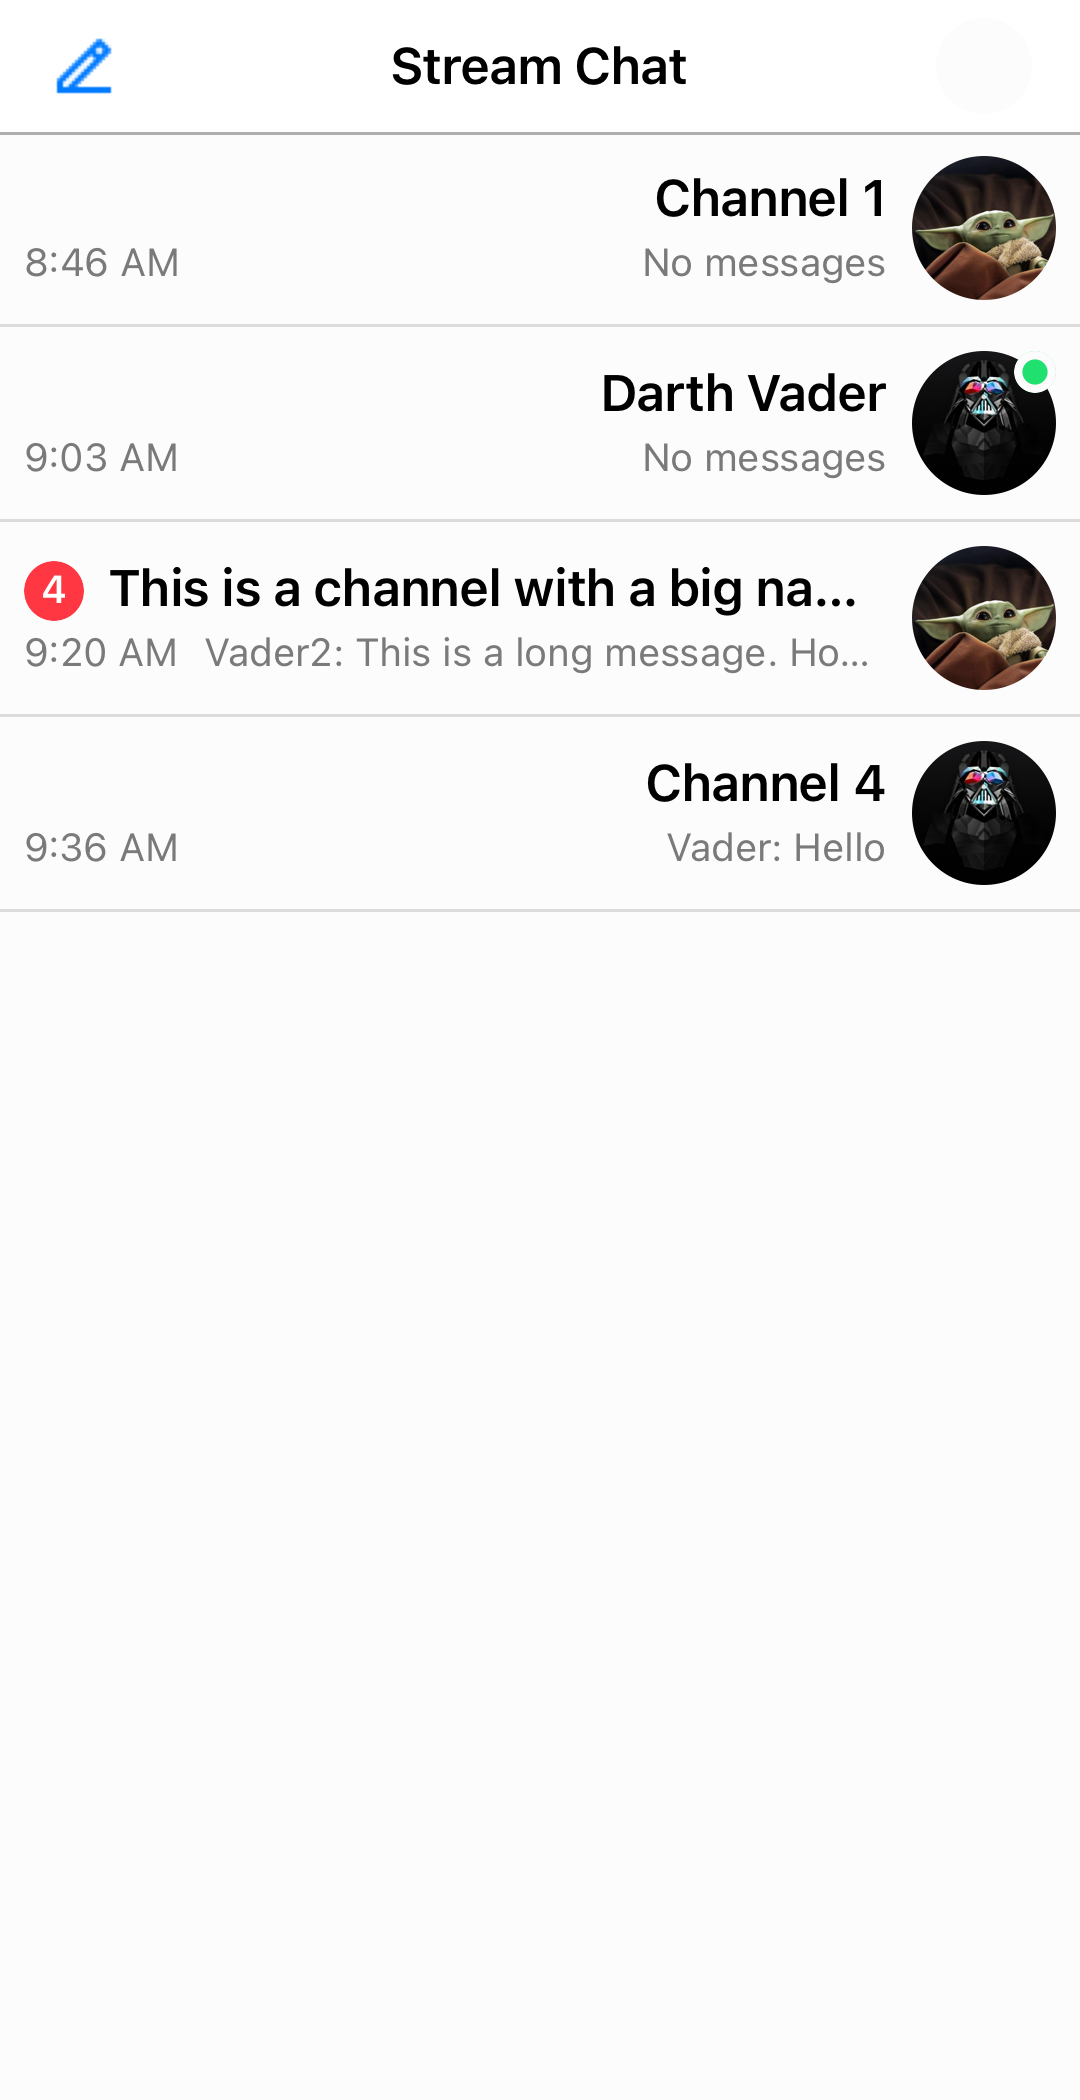 Stream Chat
Channel 1
8:46 AM No messages
Darth Vader
9:03 AM No messages
4 This is a channel with a big na...
9:20 AM Vader2: This is a long message. Ho...
Channel 4
9:36 AM Vader: Hello